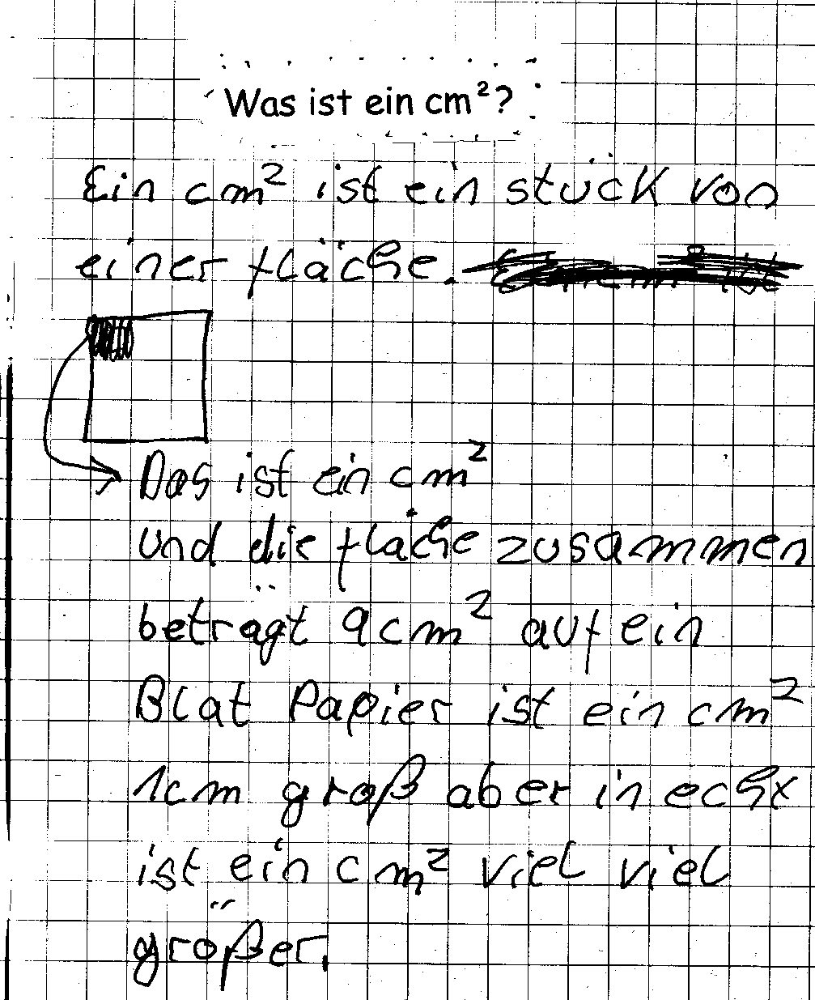 Was ist ein cm²?
Ein cm² ist ein stück von
einer fläche.
Das ist ein cm²
und die fläche zusammen
beträgt 9cm² auf ein
Blat Papier ist ein cm²
1cm groß aber in echt
ist ein cm² viel viel
größer.